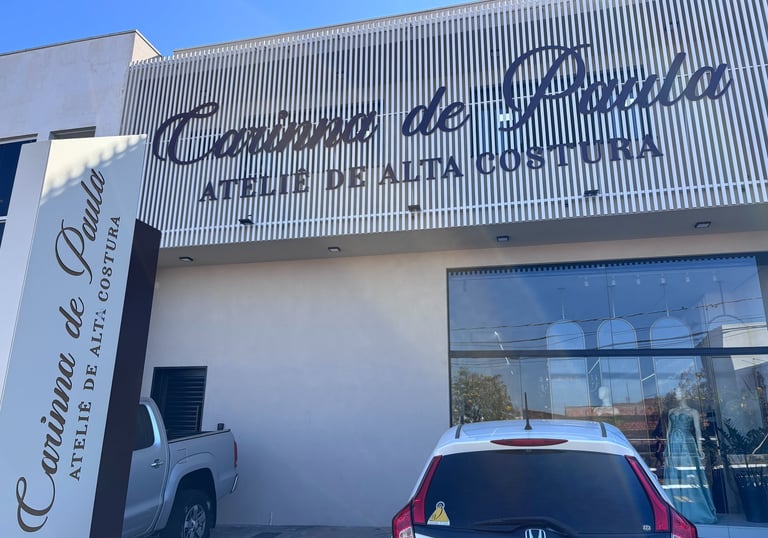 Carinna de Paula
ATELIÊ DE ALTA COSTURA
Carinna de Paula
ATELIÊ DE ALTA COSTURA